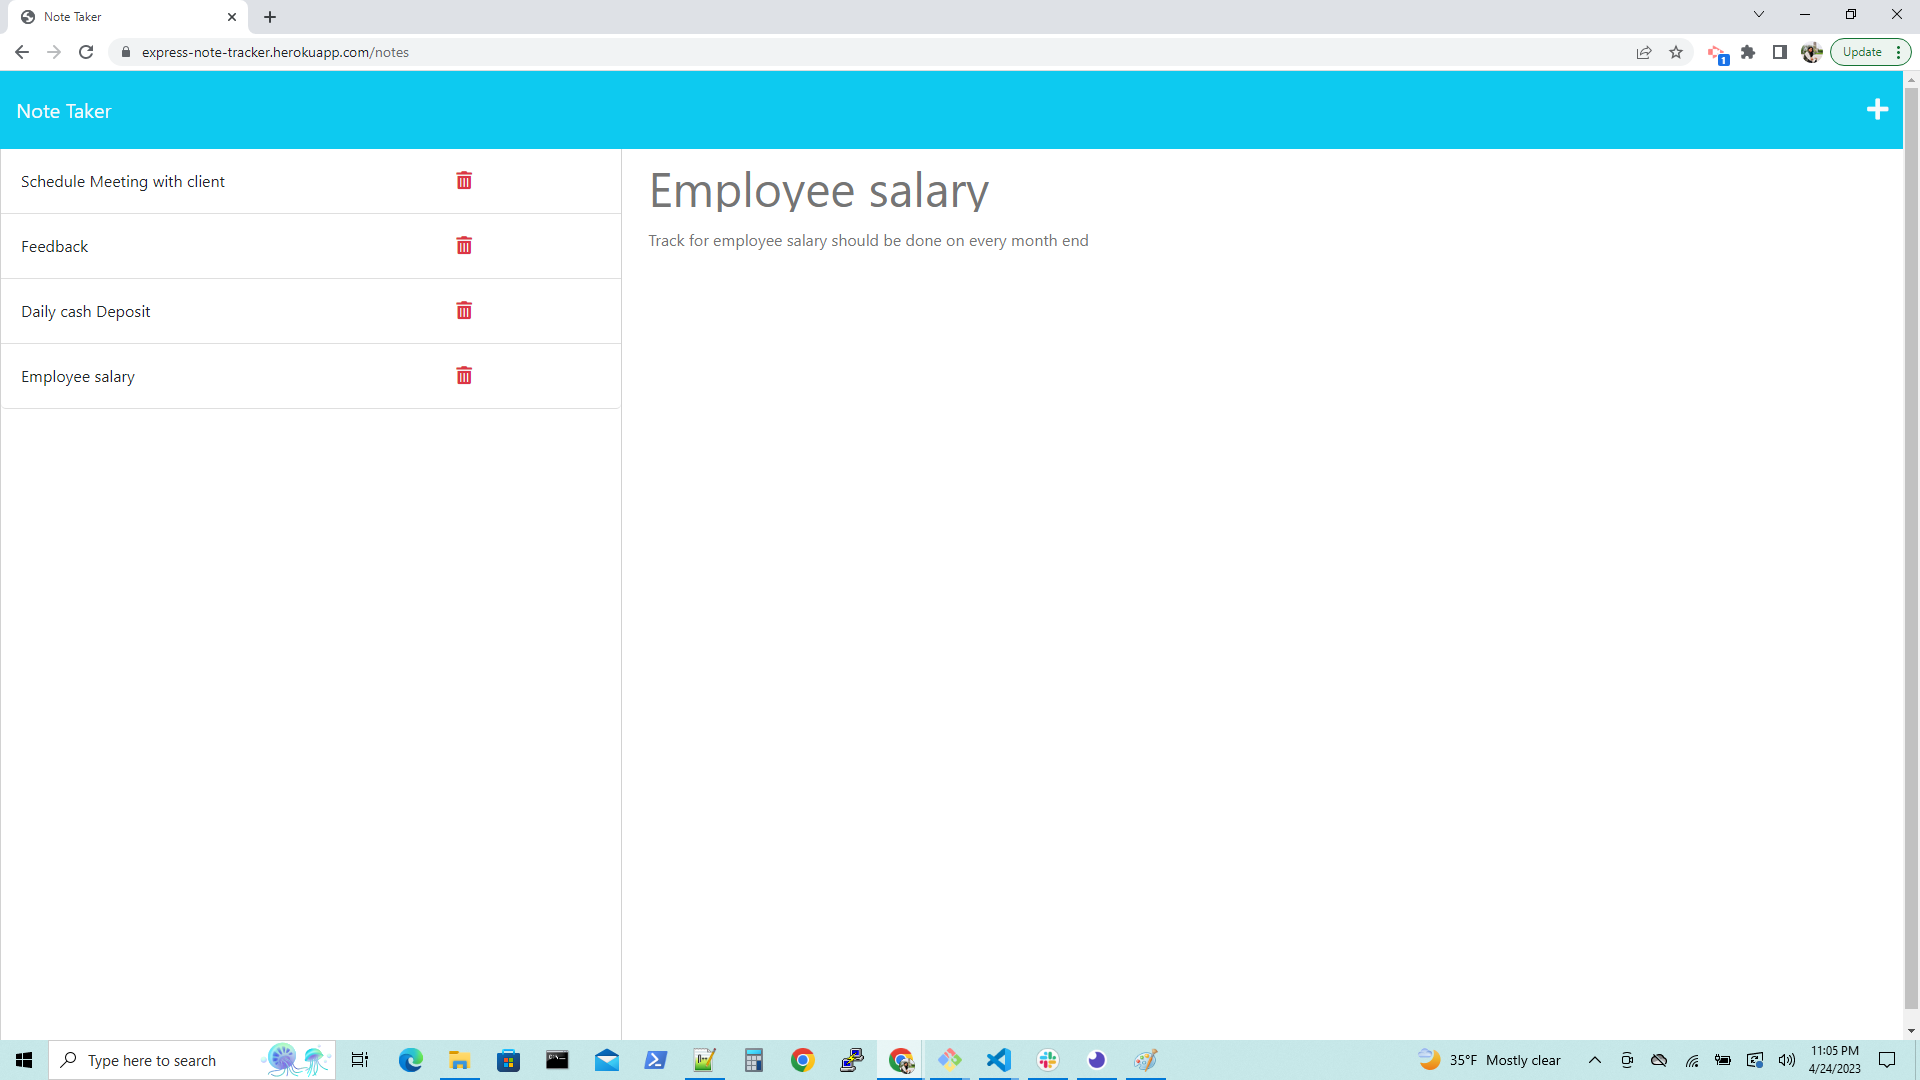 Note Taker
express-note-tracker.herokuapp.com/notes
1
Update
Note Taker
Schedule Meeting with client
Feedback
Daily cash Deposit
Employee salary
Employee salary
Track for employee salary should be done on every month end
Type here to search
35°F Mostly clear
11:05 PM
4/24/2023